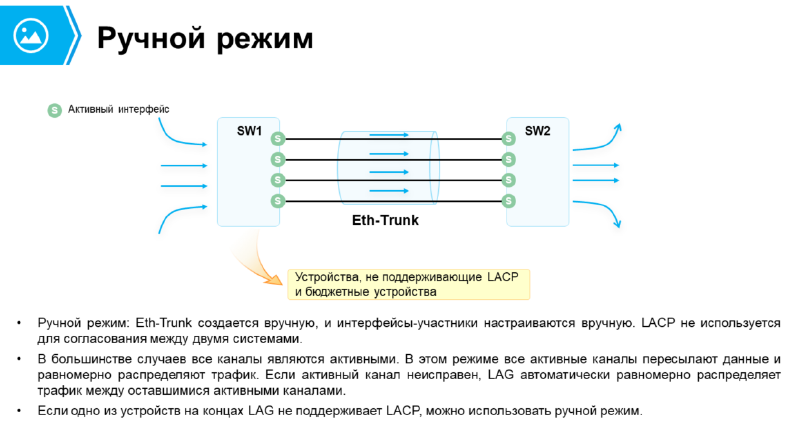 Ручной режим
S Активный интерфейс
SW1
SW2
S S
S S
S S
S S
Eth-Trunk
Устройства, не поддерживающие LACP
и бюджетные устройства
• Ручной режим: Eth-Trunk создается вручную, и интерфейсы-участники настраиваются вручную. LACP не используется
для согласования между двумя системами.
• В большинстве случаев все каналы являются активными. В этом режиме все активные каналы пересылают данные и
равномерно распределяют трафик. Если активный канал неисправен, LAG автоматически равномерно распределяет
трафик между оставшимися активными каналами.
• Если одно из устройств на концах LAG не поддерживает LACP, можно использовать ручной режим.